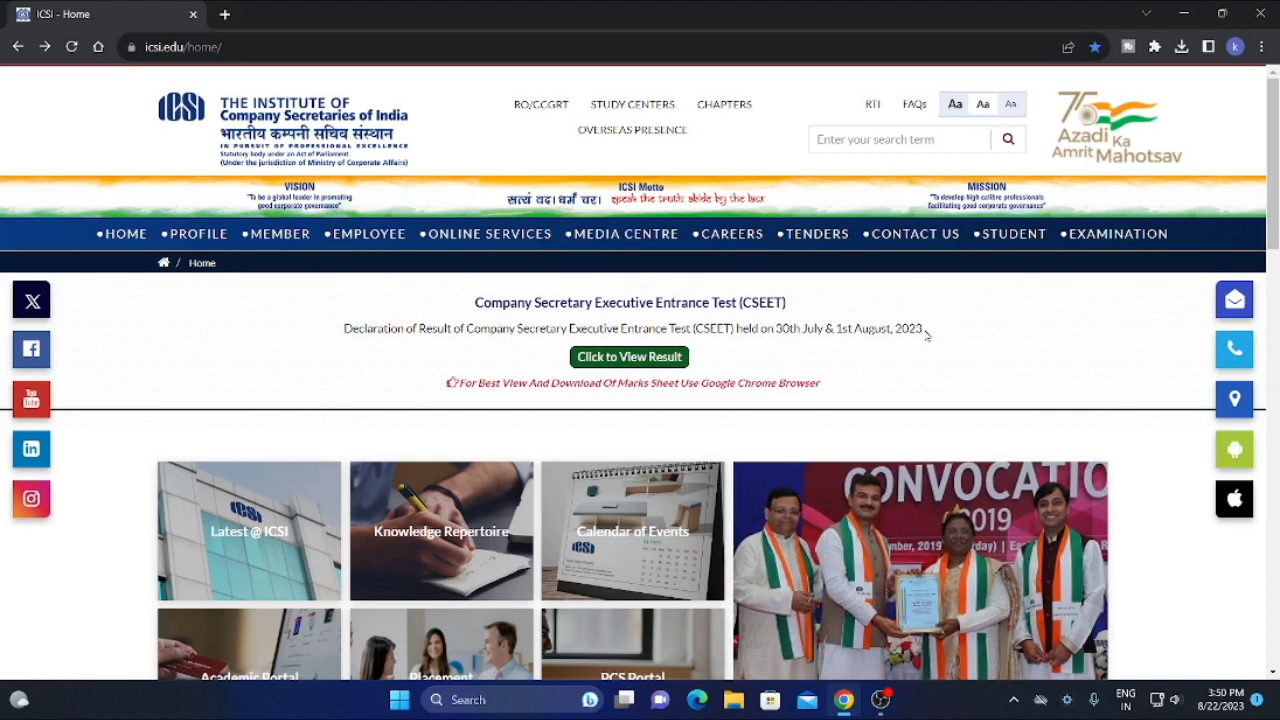 ICSI - Home
icsi.edu/home/
k
ICSI
THE INSTITUTE OF
Company Secretaries of India
भारतीय कम्पनी सचिव संस्थान
IN PURSUIT OF PROFESSIONAL EXCELLENCE
Statutory body under an Act of Parliament
(Under the jurisdiction of Ministry of Corporate Affairs)
RO/CCGRT STUDY CENTERS CHAPTERS
OVERSEAS PRESENCE
RTI FAQs Aa Aa Aa
Enter your search term
75
Azadi Ka
Amrit Mahotsav
VISION
"To be a global leader in promoting
good corporate governance"
ICSI Motto
सत्यं वद। धर्मं चर। speak the truth. abide by the law.
MISSION
"To develop high calibre professionals
facilitating good corporate governance"
•HOME •PROFILE •MEMBER •EMPLOYEE •ONLINE SERVICES •MEDIA CENTRE •CAREERS •TENDERS •CONTACT US •STUDENT •EXAMINATION
/ Home
Company Secretary Executive Entrance Test (CSEET)
Declaration of Result of Company Secretary Executive Entrance Test (CSEET) held on 30th July & 1st August, 2023
Click to View Result
For Best View And Download Of Marks Sheet Use Google Chrome Browser
You
Tube
in
ICSI
Latest @ ICSI
Knowledge Repertoire
Calendar of Events
ICSI
CONVOCATIO
2019
Academic Portal
Placement
PCS Portal
Search
ENG
IN
3:50 PM
8/22/2023